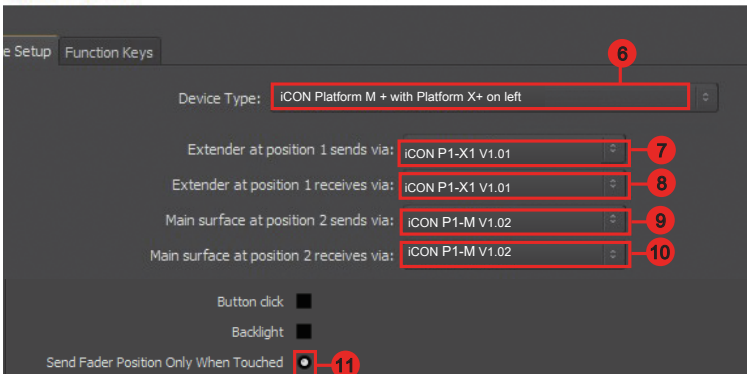 e Setup Function Keys
6
Device Type: iCON Platform M + with Platform X+ on left
Extender at position 1 sends via: iCON P1-X1 V1.01 7
Extender at position 1 receives via: iCON P1-X1 V1.01 8
Main surface at position 2 sends via: iCON P1-M V1.02 9
Main surface at position 2 receives via: iCON P1-M V1.02 10
Button click
Backlight
Send Fader Position Only When Touched 11